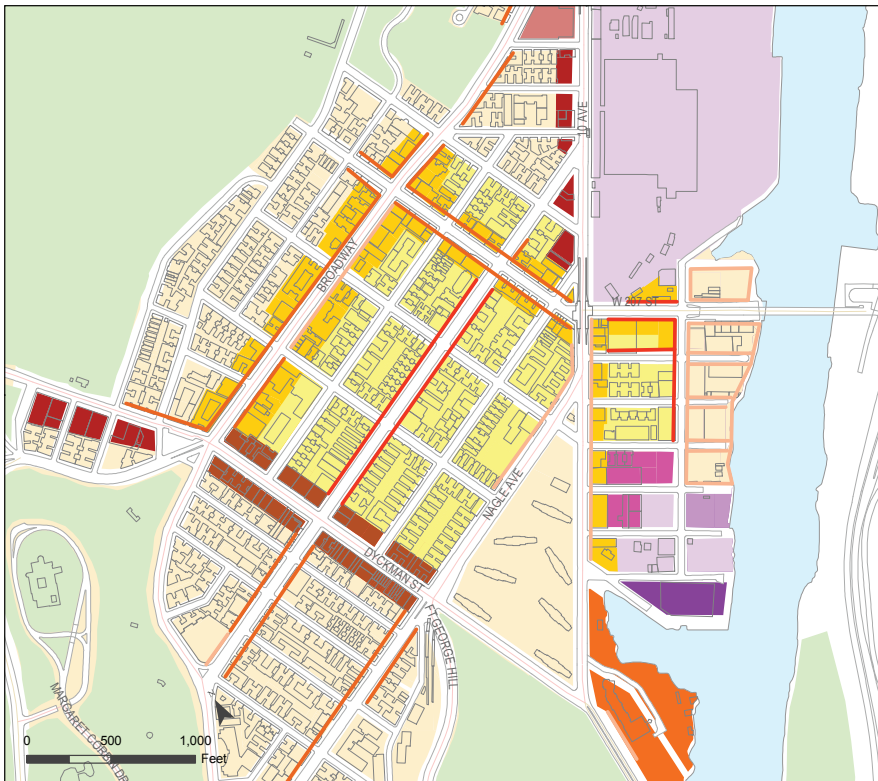 10 AVE
BROADWAY
W 207 ST
NAGLE AVE
DYCKMAN ST
FT GEORGE HILL
MARGARET CORBIN DR
0 500 1,000
Feet